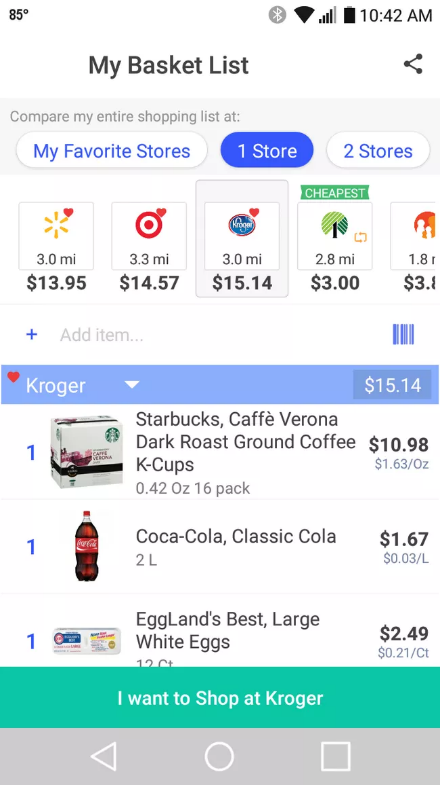 85°
10:42 AM
My Basket List
Compare my entire shopping list at:
My Favorite Stores
1 Store
2 Stores
CHEAPEST
Kroger
3.0 mi
3.3 mi
3.0 mi
2.8 mi
1.8 r
$13.95
$14.57
$15.14
$3.00
$3.8
+ Add item...
Kroger
$15.14
Starbucks, Caffè Verona
Dark Roast Ground Coffee
K-Cups
0.42 Oz 16 pack
1
$10.98
$1.63/Oz
Coca-Cola, Classic Cola
2 L
1
$1.67
$0.03/L
EggLand's Best, Large
White Eggs
12 Ct
1
$2.49
$0.21/Ct
I want to Shop at Kroger